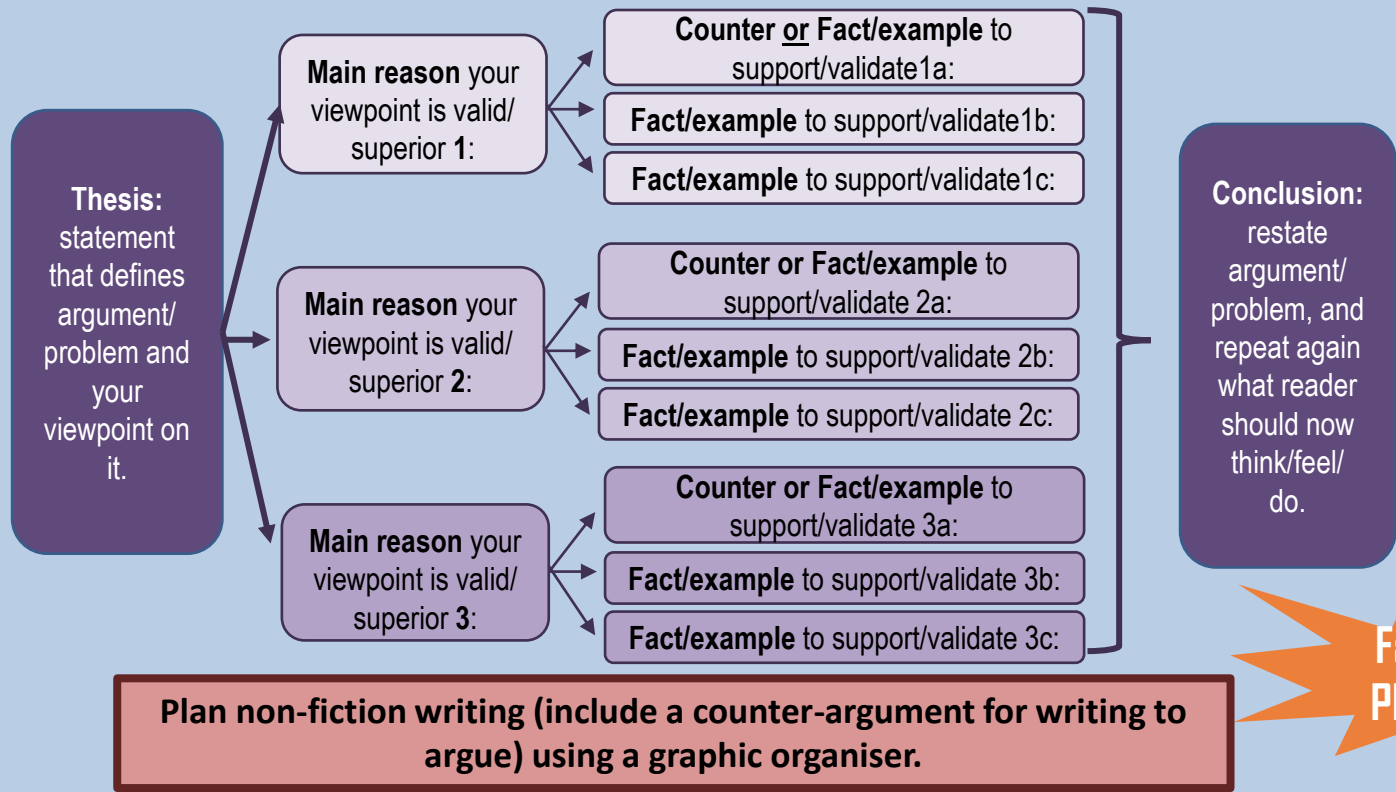 Thesis:
statement
that defines
argument/
problem and
your
viewpoint on
it.
Main reason your
viewpoint is valid/
superior 1:
Counter or Fact/example to
support/validate1a:
Fact/example to support/validate1b:
Fact/example to support/validate1c:
Main reason your
viewpoint is valid/
superior 2:
Counter or Fact/example to
support/validate 2a:
Fact/example to support/validate 2b:
Fact/example to support/validate 2c:
Main reason your
viewpoint is valid/
superior 3:
Counter or Fact/example to
support/validate 3a:
Fact/example to support/validate 3b:
Fact/example to support/validate 3c:
Conclusion:
restate
argument/
problem, and
repeat again
what reader
should now
think/feel/
do.
Plan non-fiction writing (include a counter-argument for writing to
argue) using a graphic organiser.